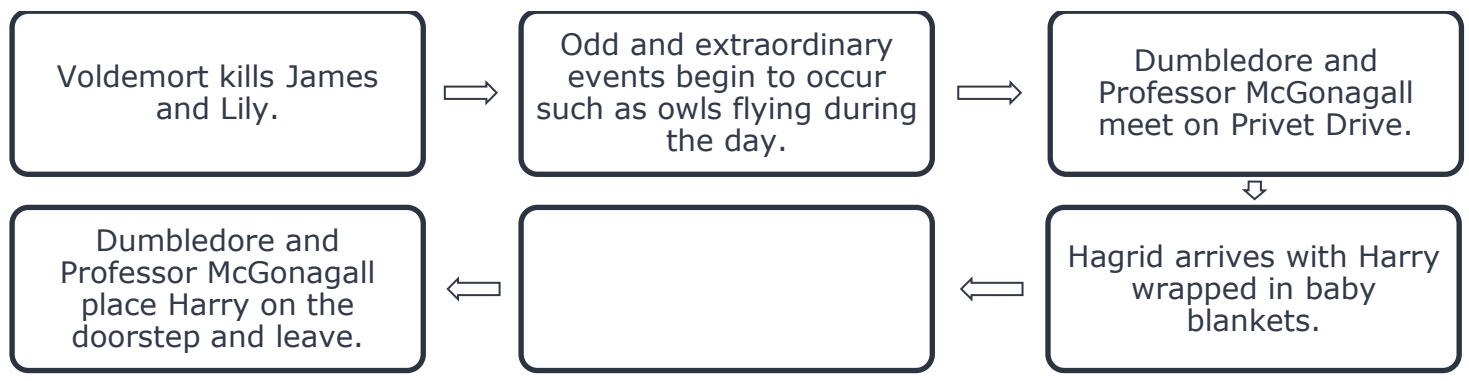 Voldemort kills James
and Lily.
Odd and extraordinary
events begin to occur
such as owls flying during
the day.
Dumbledore and
Professor McGonagall
meet on Privet Drive.
Hagrid arrives with Harry
wrapped in baby
blankets.
Dumbledore and
Professor McGonagall
place Harry on the
doorstep and leave.